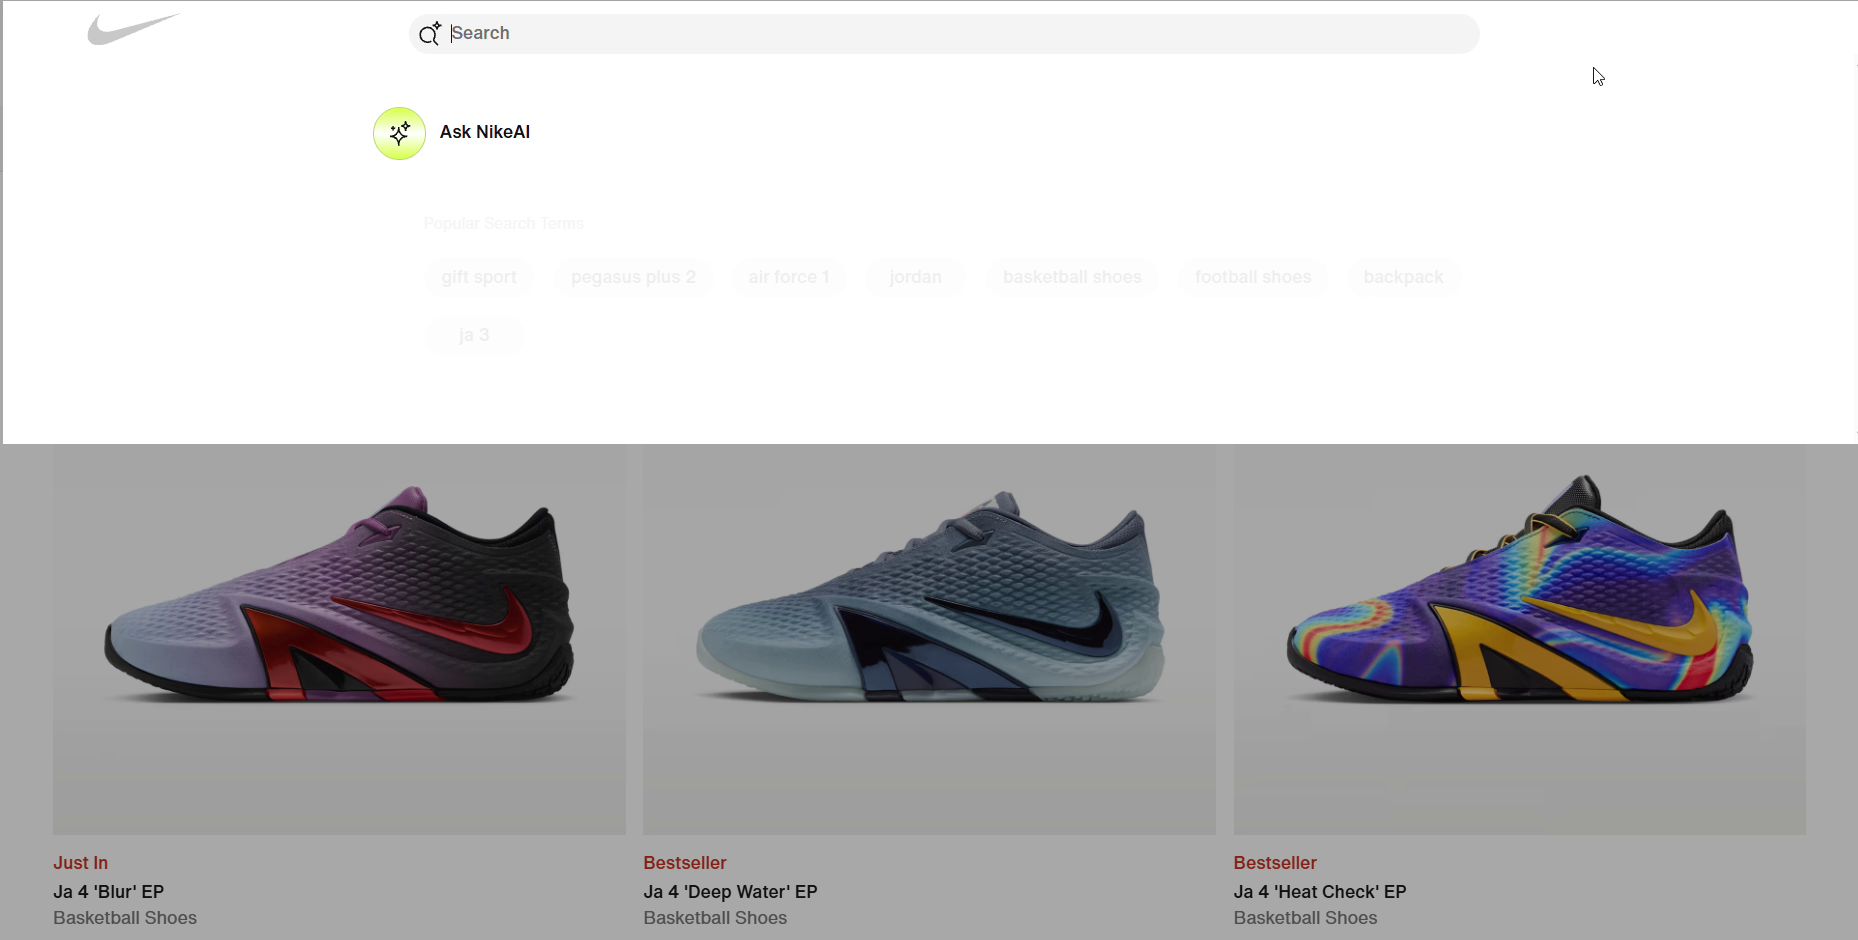 Search
Ask NikeAI
Popular Search Terms
gift sport pegasus plus 2 air force 1 jordan basketball shoes football shoes backpack
ja 3
Just In Bestseller Bestseller
Ja 4 'Blur' EP Ja 4 'Deep Water' EP Ja 4 'Heat Check' EP
Basketball Shoes Basketball Shoes Basketball Shoes